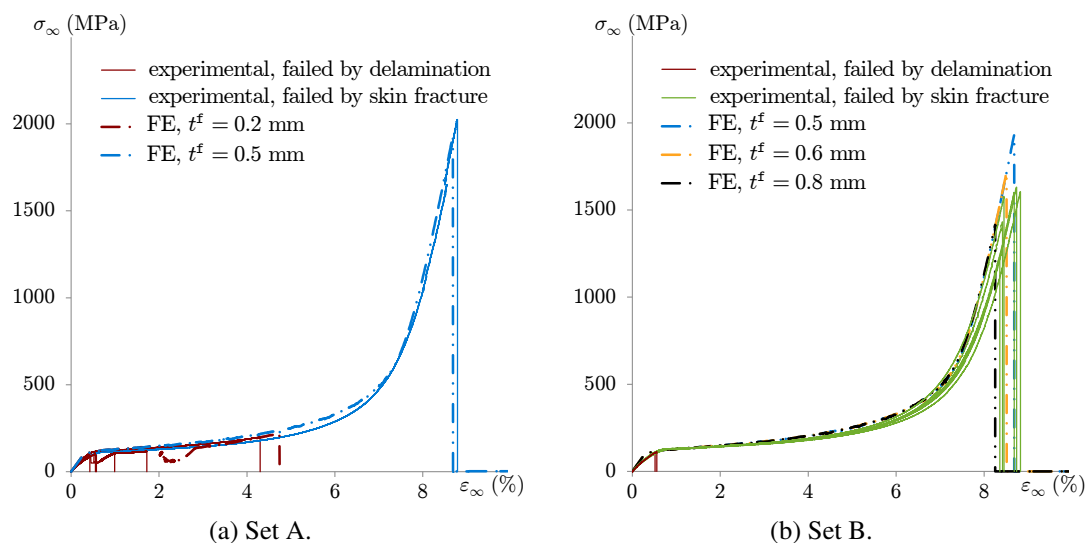 σ∞ (MPa)
experimental, failed by delamination
experimental, failed by skin fracture
FE, tᶠ = 0.2 mm
FE, tᶠ = 0.5 mm
2000
1500
1000
500
0
0
2
4
6
8
ε∞ (%)
(a) Set A.
σ∞ (MPa)
experimental, failed by delamination
experimental, failed by skin fracture
FE, tᶠ = 0.5 mm
FE, tᶠ = 0.6 mm
FE, tᶠ = 0.8 mm
2000
1500
1000
500
0
0
2
4
6
8
ε∞ (%)
(b) Set B.